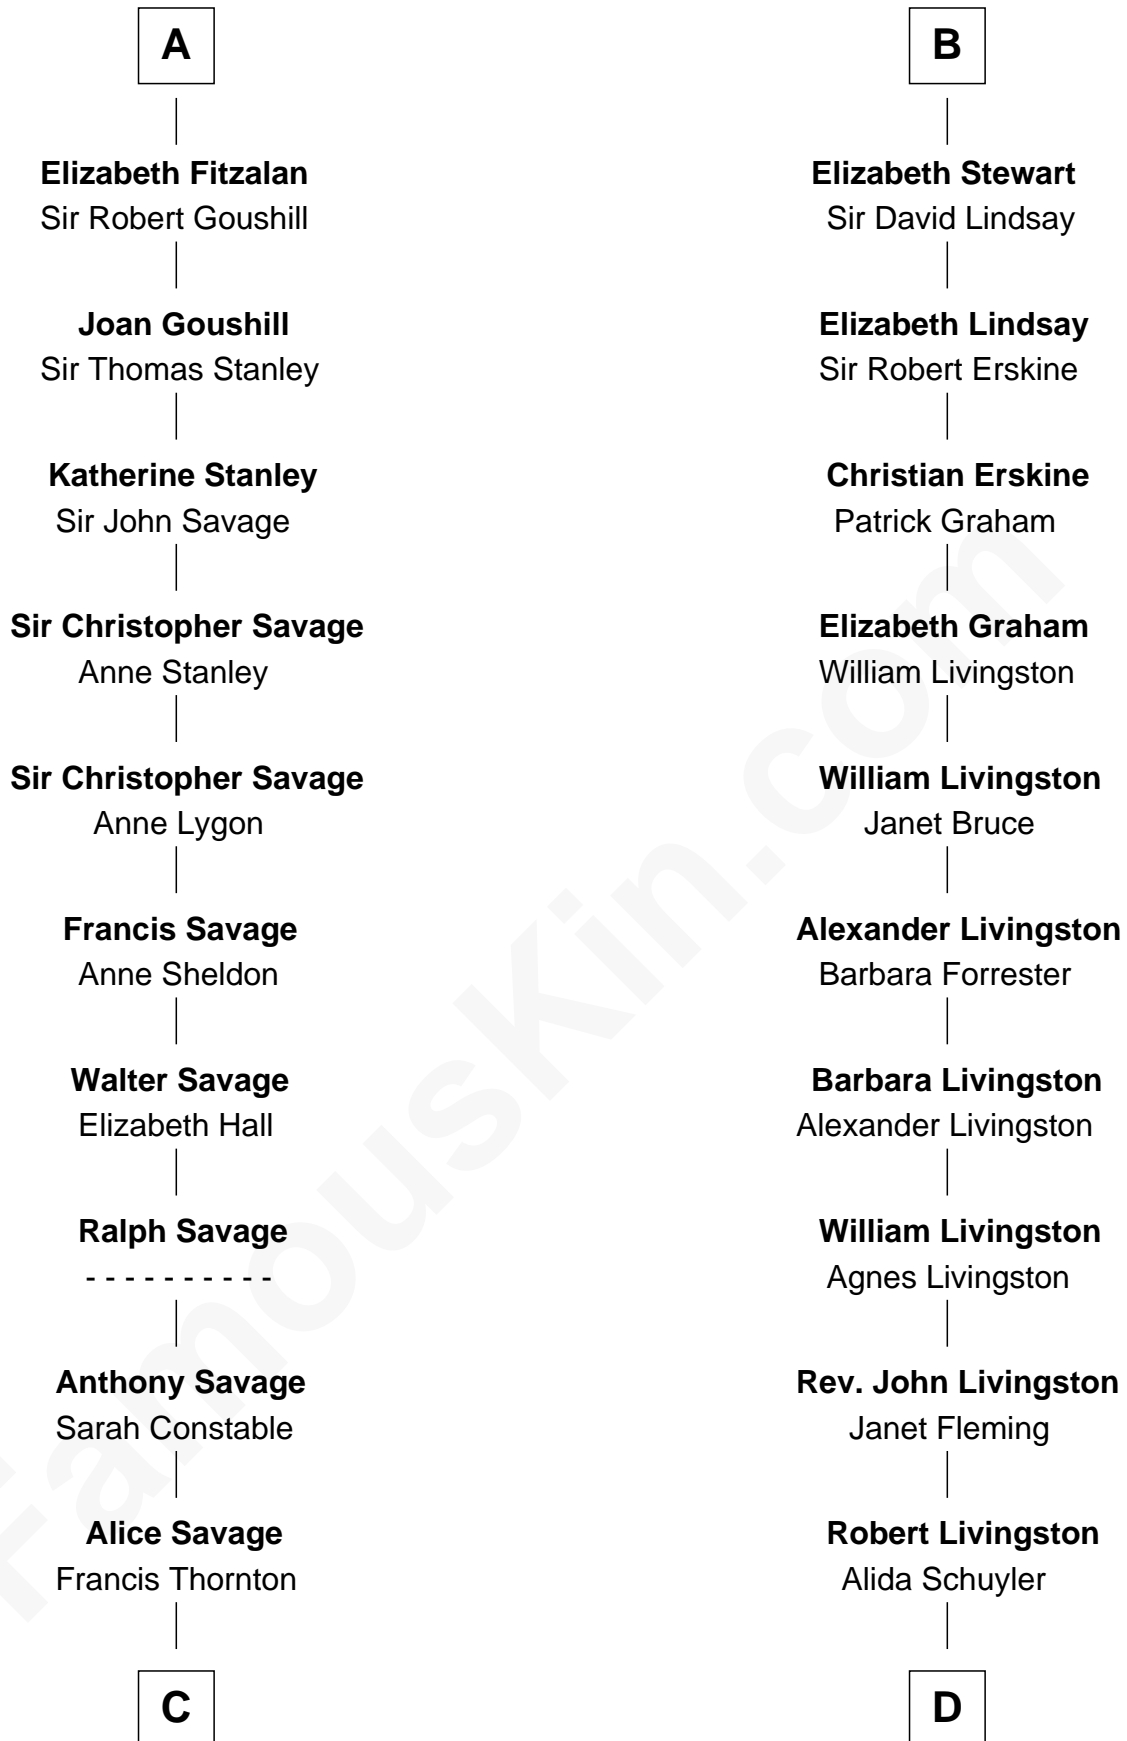 A
Elizabeth Fitzalan
Sir Robert Goushill
Joan Goushill
Sir Thomas Stanley
Katherine Stanley
Sir John Savage
Sir Christopher Savage
Anne Stanley
Sir Christopher Savage
Anne Lygon
Francis Savage
Anne Sheldon
Walter Savage
Elizabeth Hall
Ralph Savage
- - - - - - - - - -
Anthony Savage
Sarah Constable
Alice Savage
Francis Thornton
C
B
Elizabeth Stewart
Sir David Lindsay
Elizabeth Lindsay
Sir Robert Erskine
Christian Erskine
Patrick Graham
Elizabeth Graham
William Livingston
William Livingston
Janet Bruce
Alexander Livingston
Barbara Forrester
Barbara Livingston
Alexander Livingston
William Livingston
Agnes Livingston
Rev. John Livingston
Janet Fleming
Robert Livingston
Alida Schuyler
D
FamousKin.com